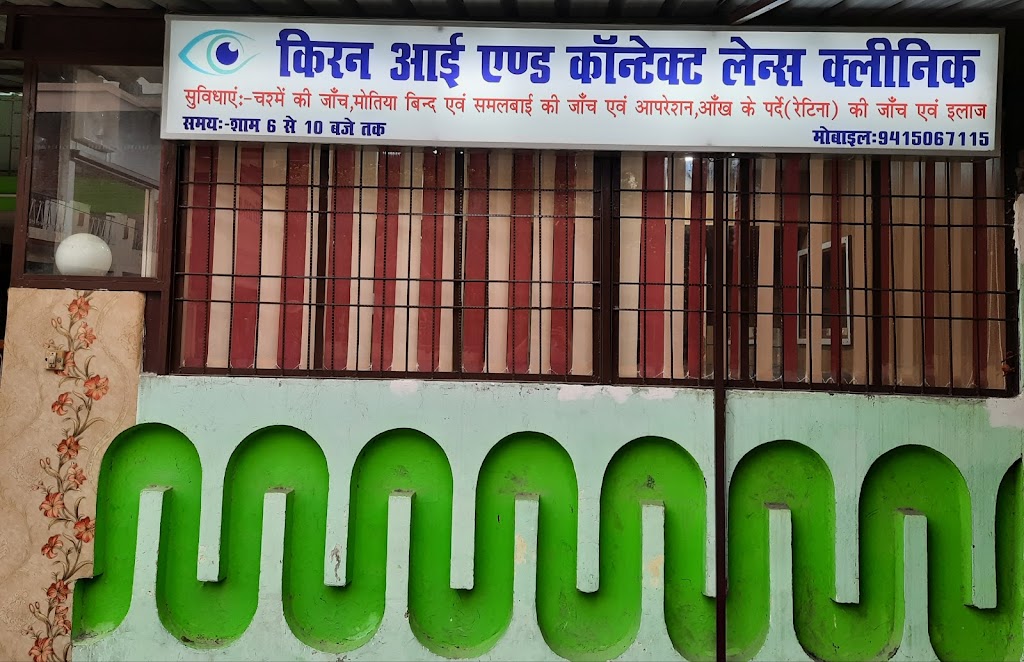 किरन आई एण्ड कॉन्टेक्ट लेन्स क्लीनिक
सुविधाएं:-चश्में की जाँच,मोतिया बिन्द एवं समलबाई की जाँच एवं आपरेशन,आँख के पर्दे(रेटिना) की जाँच एवं इलाज
समयः-शाम 6 से 10 बजे तक मोबाइलः9415067115